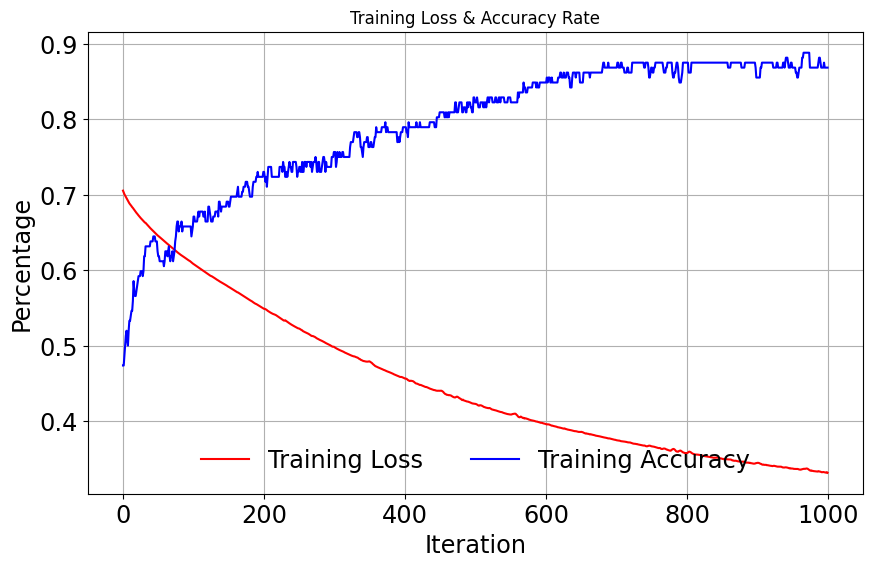 Training Loss & Accuracy Rate
0.9
0.8
0.7
0.6
0.5
0.4
Percentage
Training Loss Training Accuracy
0 200 400 600 800 1000
Iteration